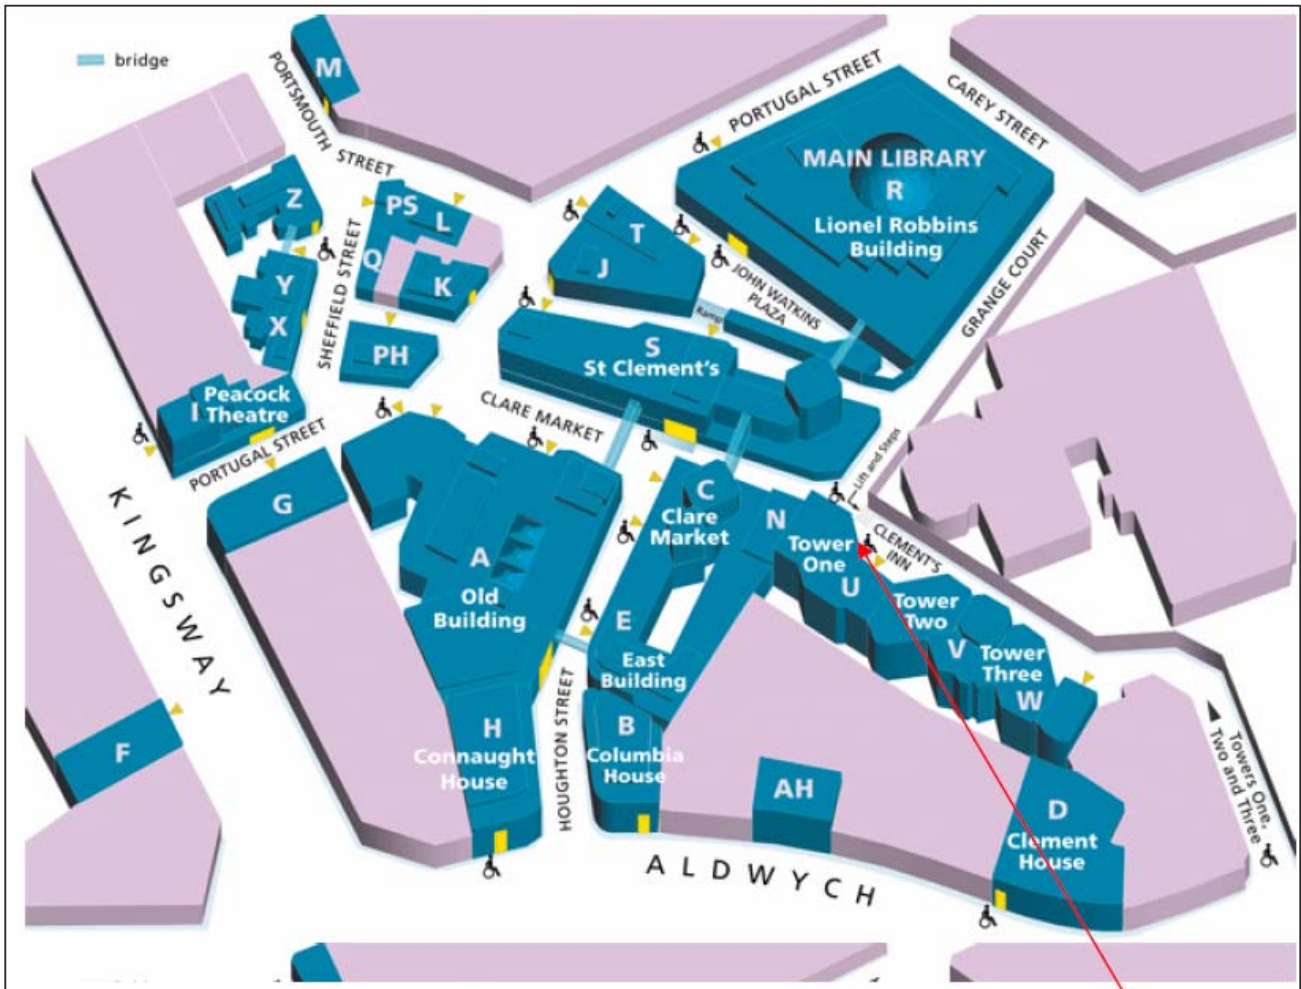 bridge
M
PORTSMOUTH STREET
PORTUGAL STREET
CAREY STREET
MAIN LIBRARY
R
Lionel Robbins
Building
Z
PS
L
T
Q
J
K
Y
X
SHEFFIELD STREET
JOHN WATKINS
PLAZA
GRANGE COURT
Ramp
PH
S
St Clement's
Peacock
Theatre
I
CLARE MARKET
PORTUGAL STREET
Lift and Steps
G
C
Clare
Market
N
Tower
One
CLEMENT'S
INN
KINGSWAY
A
Old
Building
U
Tower
Two
E
East
Building
V
Tower
Three
W
HOUGHTON STREET
H
Connaught
House
B
Columbia
House
F
AH
D
Clement
House
Towers One,
Two and Three
ALDWYCH